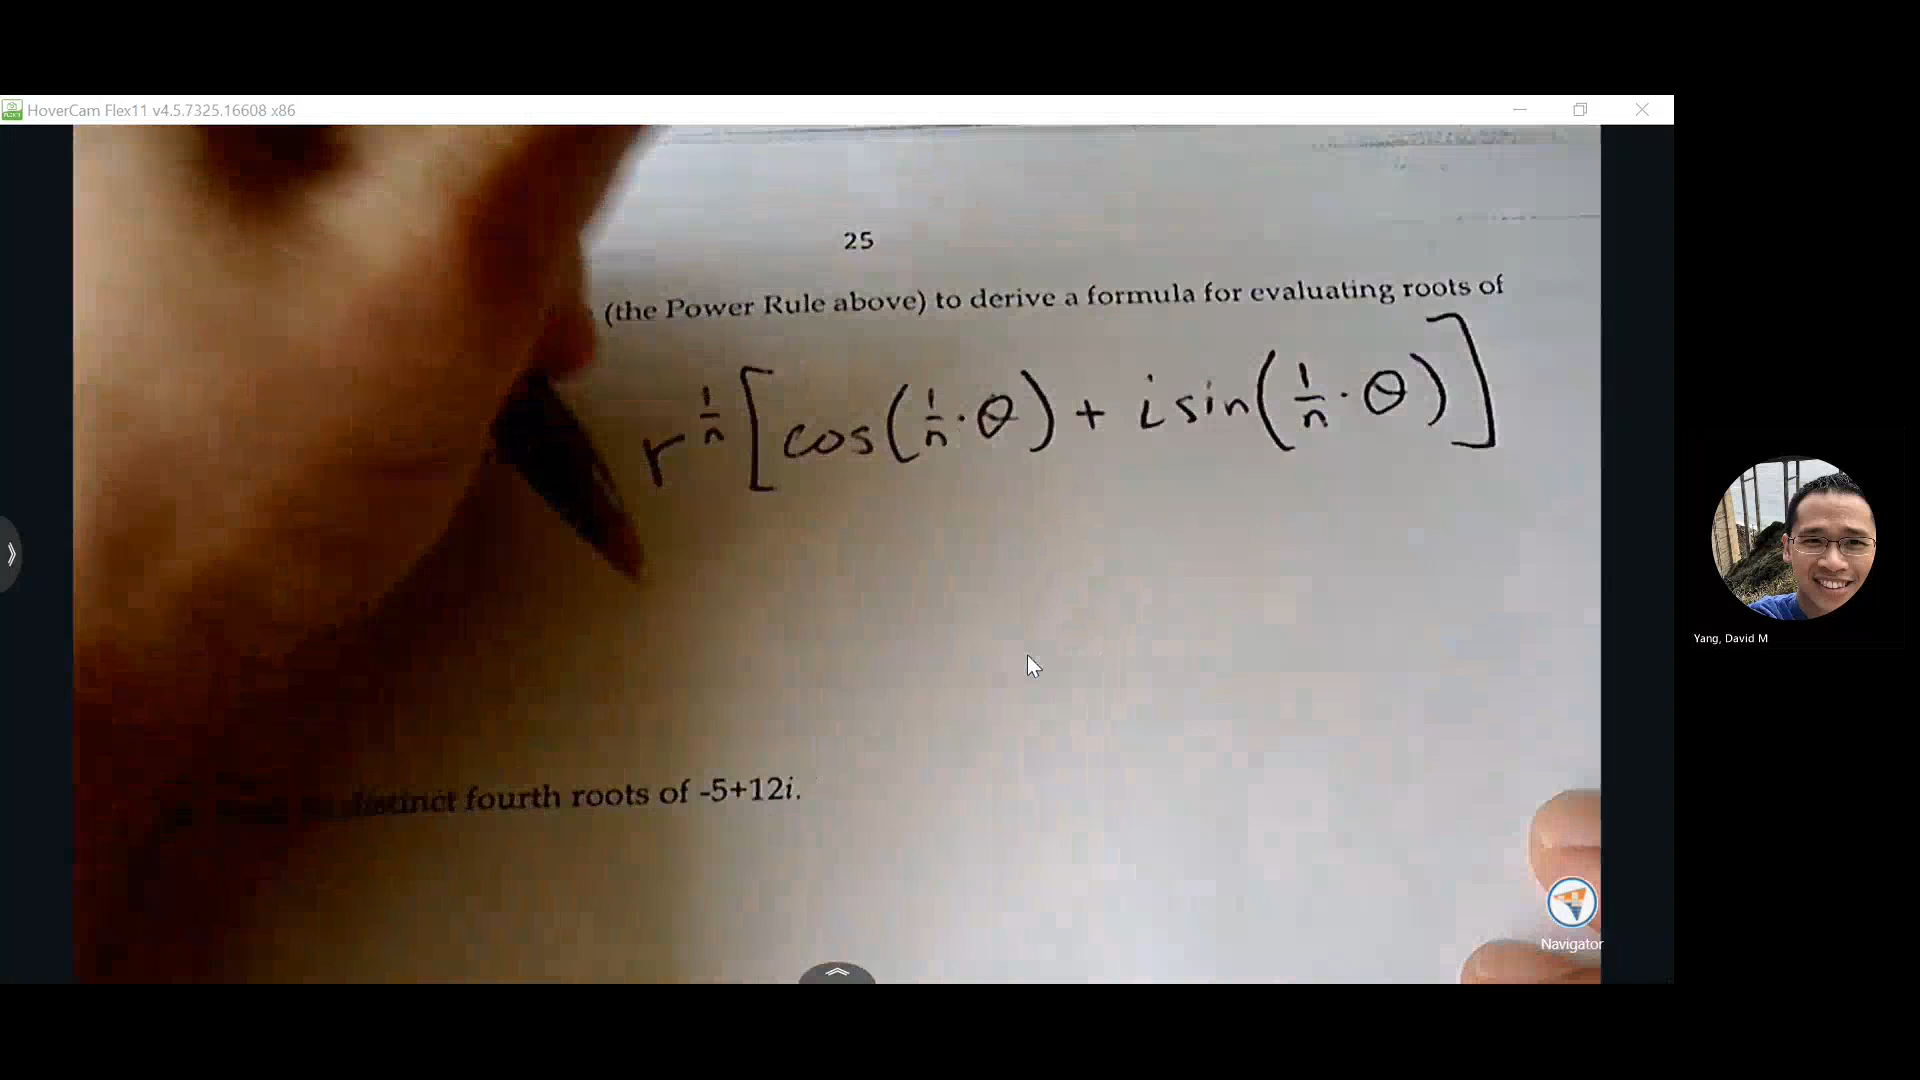 HoverCam Flex11 v4.5.7325.16608 x86
25
(the Power Rule above) to derive a formula for evaluating roots of
r^{1/n} [cos(1/n · θ) + i sin(1/n · θ)]
Yang, David M
distinct fourth roots of -5+12i.
Navigator